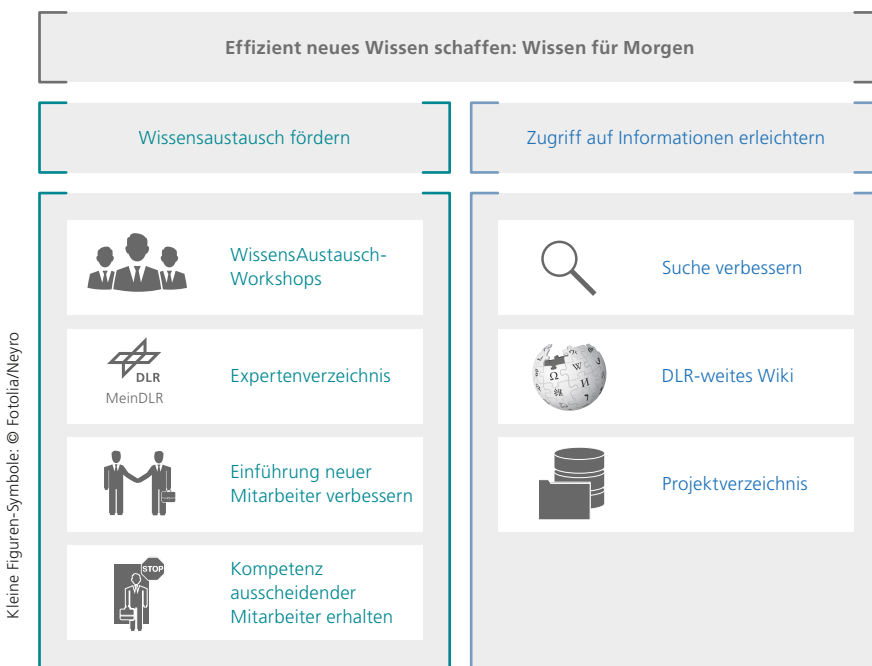 Effizient neues Wissen schaffen: Wissen für Morgen
Wissensaustausch fördern
Zugriff auf Informationen erleichtern
WissensAustausch-
Workshops
DLR
MeinDLR
Expertenverzeichnis
Einführung neuer
Mitarbeiter verbessern
STOP
Kompetenz
ausscheidender
Mitarbeiter erhalten
Suche verbessern
Ω W
И
DLR-weites Wiki
Projektverzeichnis
Kleine Figuren-Symbole: © Fotolia/Neyro